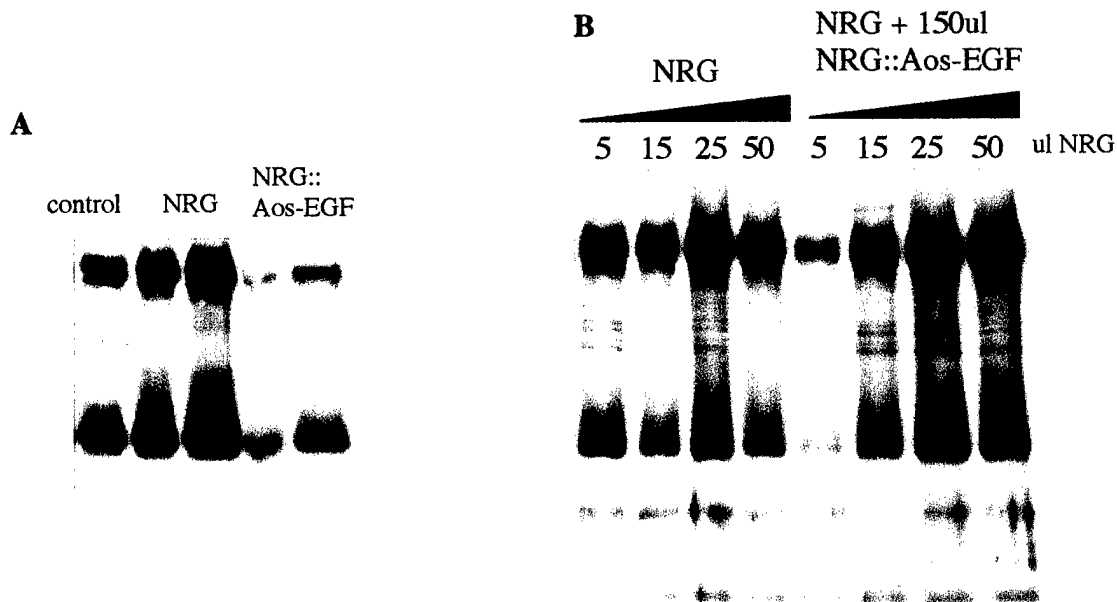 A
control NRG NRG::
Aos-EGF
B
NRG
NRG + 150ul
NRG::Aos-EGF
5 15 25 50 5 15 25 50 ul NRG